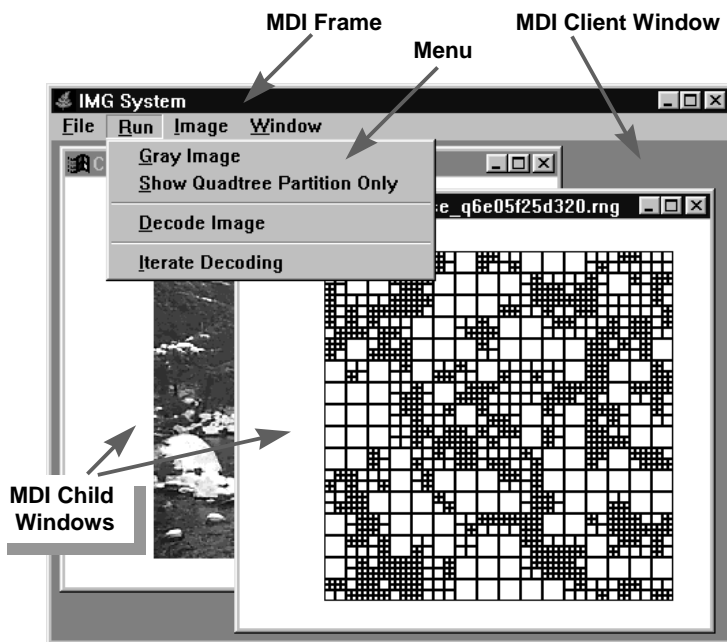 MDI Frame
MDI Client Window
Menu
IMG System
File Run Image Window
Gray Image
Show Quadtree Partition Only
Decode Image
Iterate Decoding
C
se_q6e05f25d320.rng
MDI Child
Windows